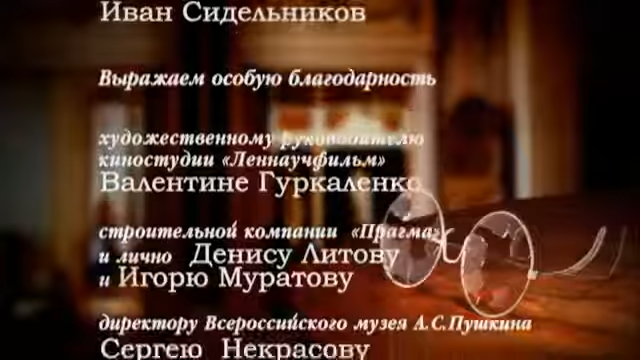 Иван Сидельников
Выражаем особую благодарность
художественному руководителю
киностудии «Леннаучфильм»
Валентине Гуркаленко
строительной компании «Прагма»
и лично Денису Литову
и Игорю Муратову
директору Всероссийского музея А.С.Пушкина
Сергею Некрасову